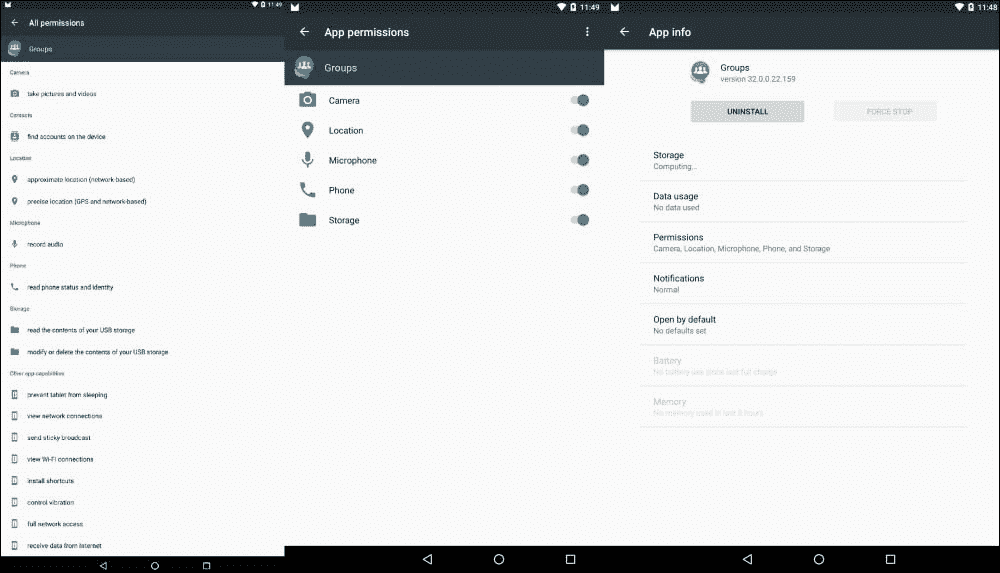 11:49
All permissions
Groups
Camera
take pictures and videos
Contacts
find accounts on the device
Location
approximate location (network-based)
precise location (GPS and network-based)
Microphone
record audio
Phone
read phone status and identity
Storage
read the contents of your USB storage
modify or delete the contents of your USB storage
Other app capabilities
prevent tablet from sleeping
view network connections
send sticky broadcast
view Wi-Fi connections
install shortcuts
control vibration
full network access
receive data from Internet
11:49
App permissions
Groups
Camera
Location
Microphone
Phone
Storage
11:48
App info
Groups
version 32.0.0.22.159
UNINSTALL
FORCE STOP
Storage
Computing...
Data usage
No data used
Permissions
Camera, Location, Microphone, Phone, and Storage
Notifications
Normal
Open by default
No defaults set
Battery
No battery use since last full charge
Memory
No memory used in last 3 hours